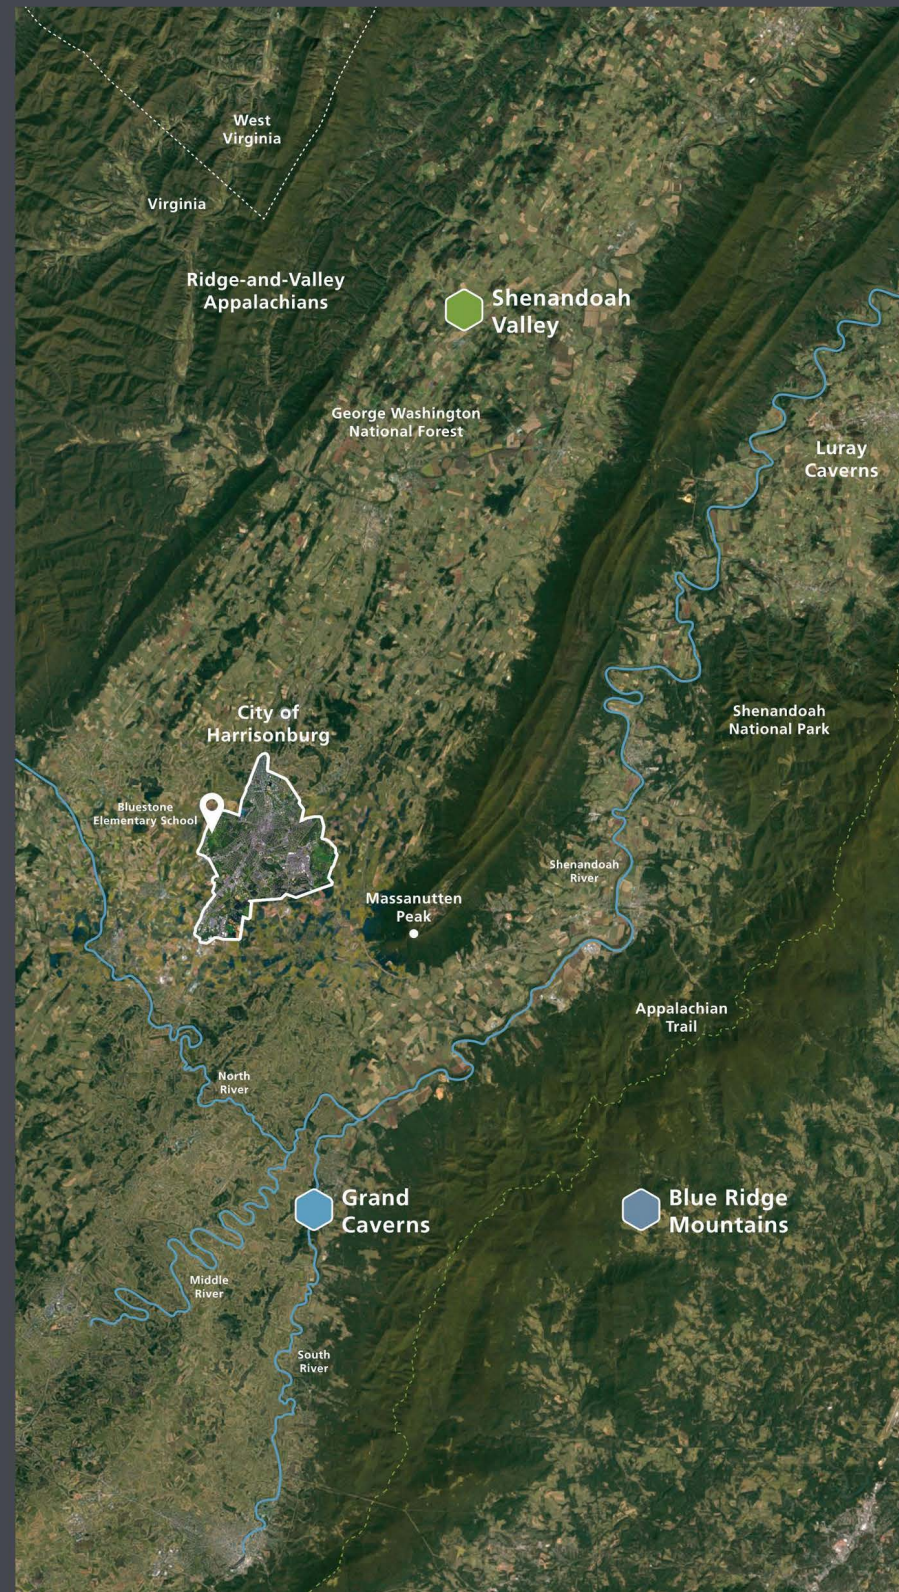 West
Virginia
Virginia
Ridge-and-Valley
Appalachians
Shenandoah
Valley
George Washington
National Forest
Luray
Caverns
City of
Harrisonburg
Shenandoah
National Park
Bluestone
Elementary School
Shenandoah
River
Massanutten
Peak
Appalachian
Trail
North
River
Grand
Caverns
Blue Ridge
Mountains
Middle
River
South
River